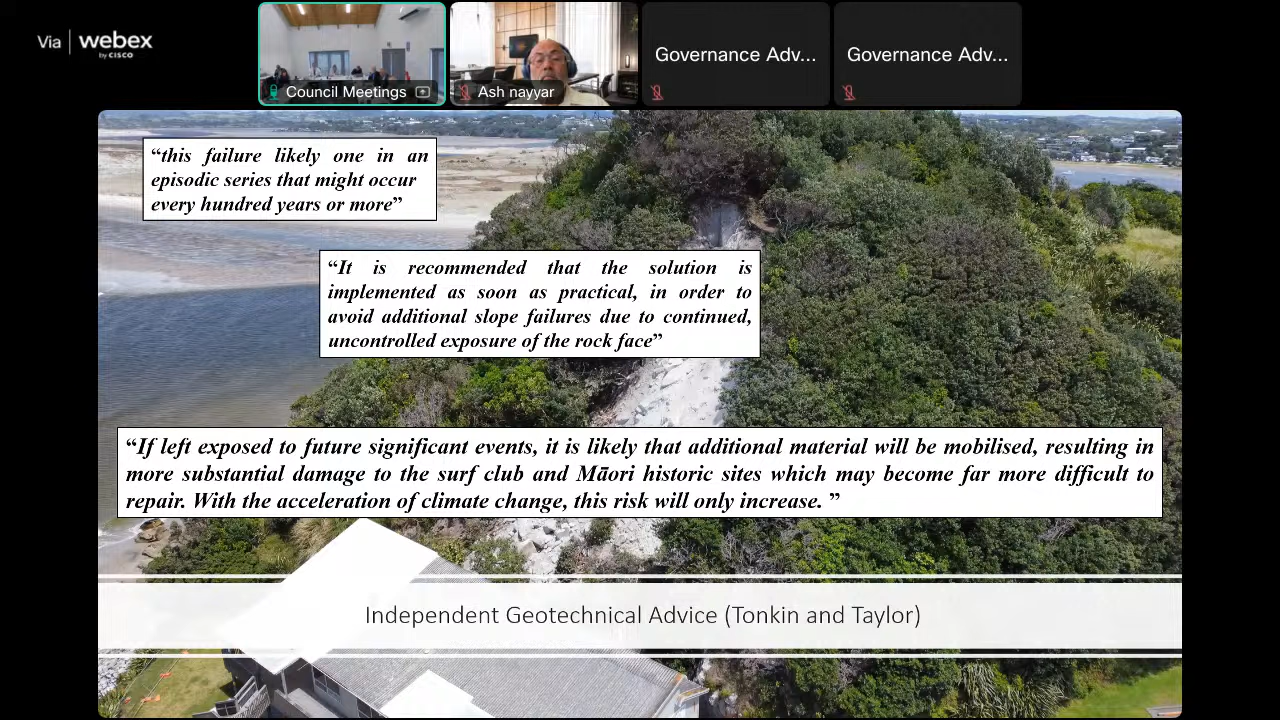 Via webex
by CISCO
Council Meetings
Ash nayyar
Governance Adv...
Governance Adv...
“this failure likely one in an
episodic series that might occur
every hundred years or more”
“It is recommended that the solution is
implemented as soon as practical, in order to
avoid additional slope failures due to continued,
uncontrolled exposure of the rock face”
“If left exposed to future significant events, it is likely that additional material will be mobilised, resulting in
more substantial damage to the surf club and Māori historic sites which may become far more difficult to
repair. With the acceleration of climate change, this risk will only increase. ”
Independent Geotechnical Advice (Tonkin and Taylor)